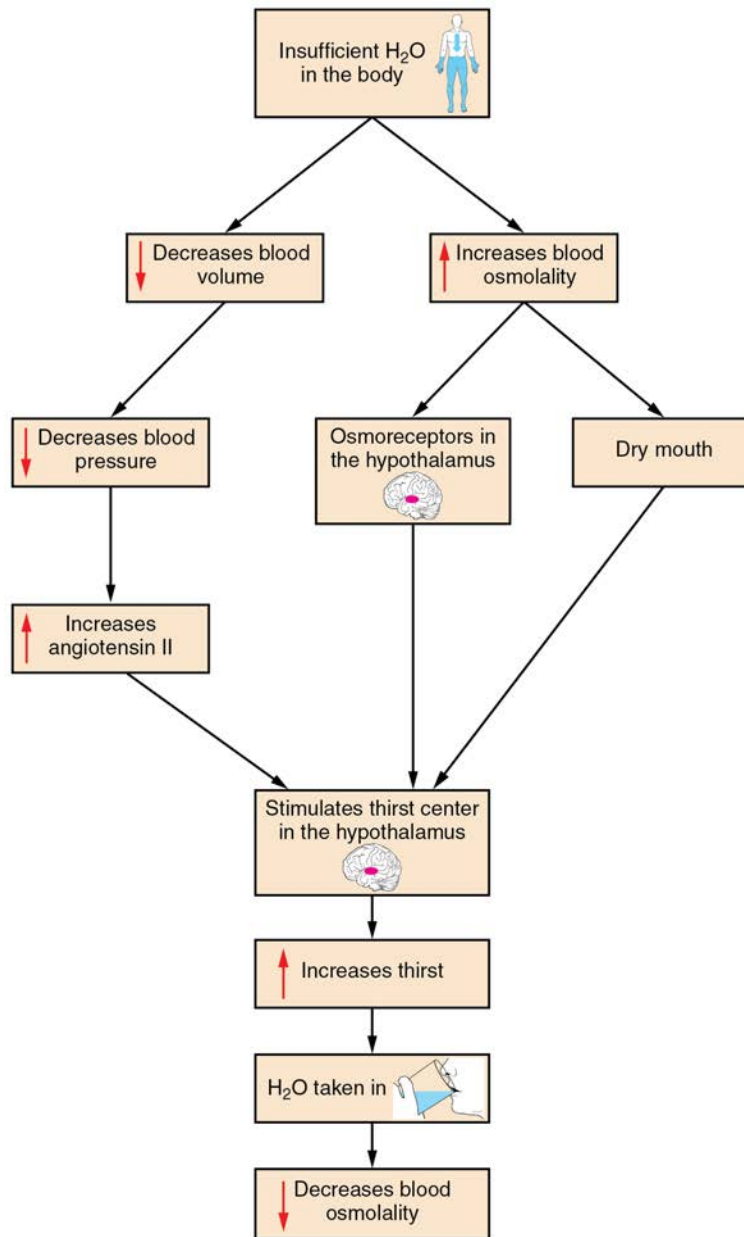 Insufficient H₂O
in the body
Decreases blood
volume
Increases blood
osmolality
Decreases blood
pressure
Osmoreceptors in
the hypothalamus
Dry mouth
Increases
angiotensin II
Stimulates thirst center
in the hypothalamus
Increases thirst
H₂O taken in
Decreases blood
osmolality